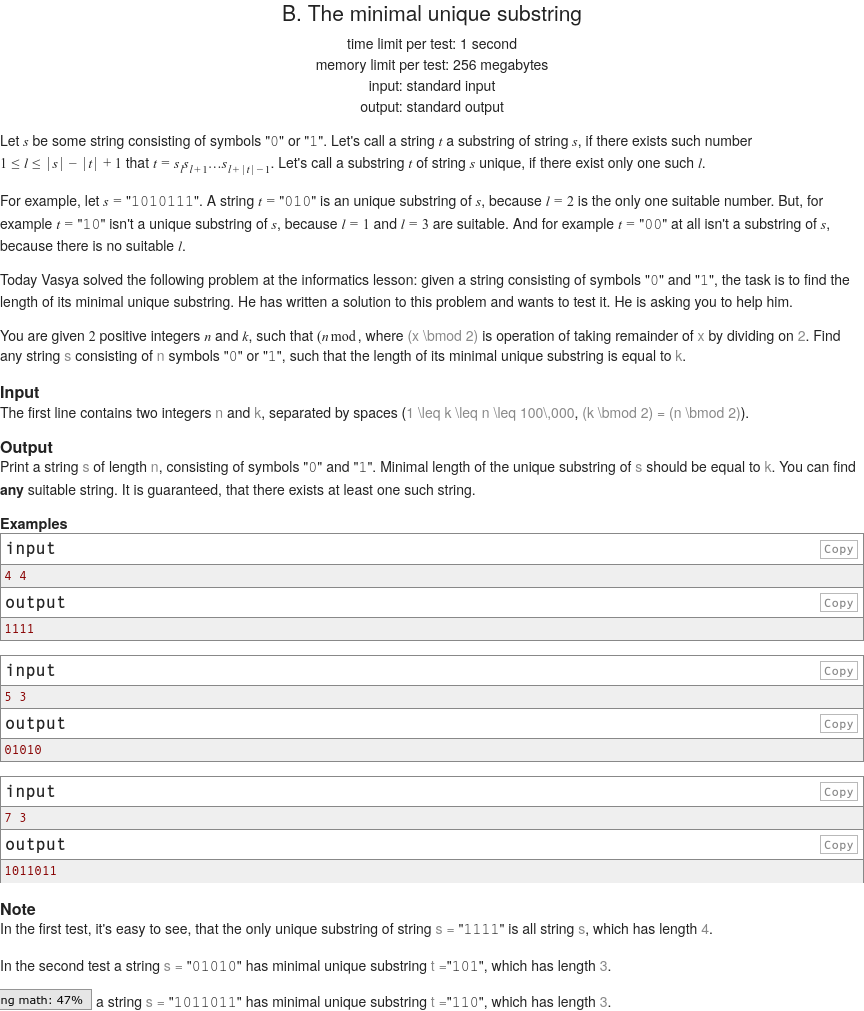 B. The minimal unique substring
time limit per test: 1 second
memory limit per test: 256 megabytes
input: standard input
output: standard output
Let s be some string consisting of symbols "0" or "1". Let's call a string t a substring of string s, if there exists such number
1 ≤ l ≤ |s| − |t| + 1 that t = s_l s_{l+1}…s_{l+|t|−1}. Let's call a substring t of string s unique, if there exist only one such l.
For example, let s = "1010111". A string t = "010" is an unique substring of s, because l = 2 is the only one suitable number. But, for
example t = "10" isn't a unique substring of s, because l = 1 and l = 3 are suitable. And for example t = "00" at all isn't a substring of s,
because there is no suitable l.
Today Vasya solved the following problem at the informatics lesson: given a string consisting of symbols "0" and "1", the task is to find the
length of its minimal unique substring. He has written a solution to this problem and wants to test it. He is asking you to help him.
You are given 2 positive integers n and k, such that (n mod, where (x \bmod 2) is operation of taking remainder of x by dividing on 2. Find
any string s consisting of n symbols "0" or "1", such that the length of its minimal unique substring is equal to k.
Input
The first line contains two integers n and k, separated by spaces (1 \leq k \leq n \leq 100\,000, (k \bmod 2) = (n \bmod 2)).
Output
Print a string s of length n, consisting of symbols "0" and "1". Minimal length of the unique substring of s should be equal to k. You can find
any suitable string. It is guaranteed, that there exists at least one such string.
Examples
input Copy
4 4
output Copy
1111
input Copy
5 3
output Copy
01010
input Copy
7 3
output Copy
1011011
Note
In the first test, it's easy to see, that the only unique substring of string s = "1111" is all string s, which has length 4.
In the second test a string s = "01010" has minimal unique substring t ="101", which has length 3.
ng math: 47% a string s = "1011011" has minimal unique substring t ="110", which has length 3.